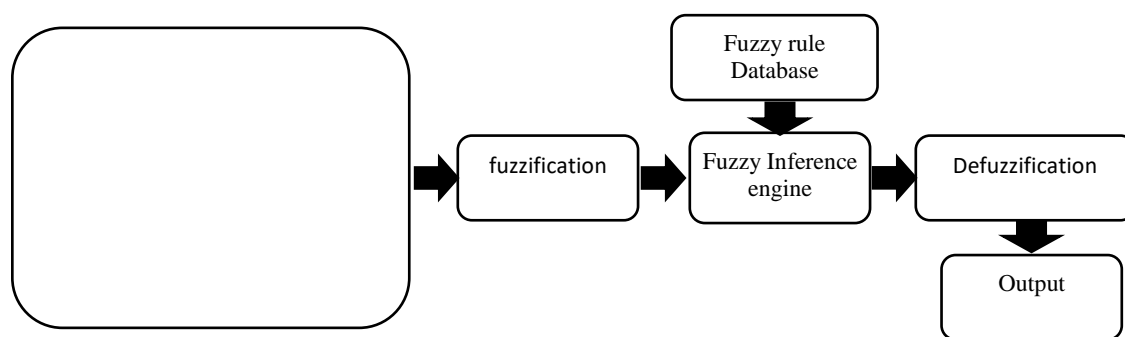 Fuzzy rule
Database
fuzzification
Fuzzy Inference
engine
Defuzzification
Output